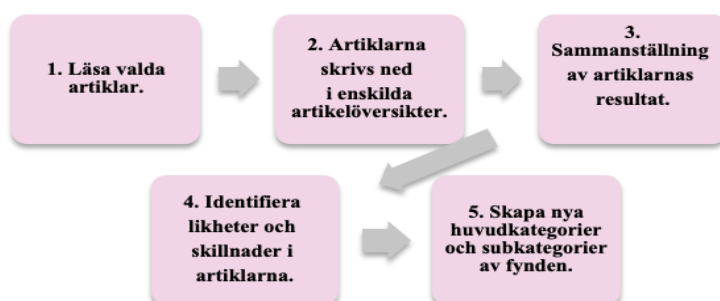 1. Läsa valda
artiklar.
2. Artiklarna
skrivs ned
i enskilda
artikelöversikter.
3.
Sammanställning
av artiklarnas
resultat.
4. Identifiera
likheter och
skillnader i
artiklarna.
5. Skapa nya
huvudkategorier
och subkategorier
av fynden.